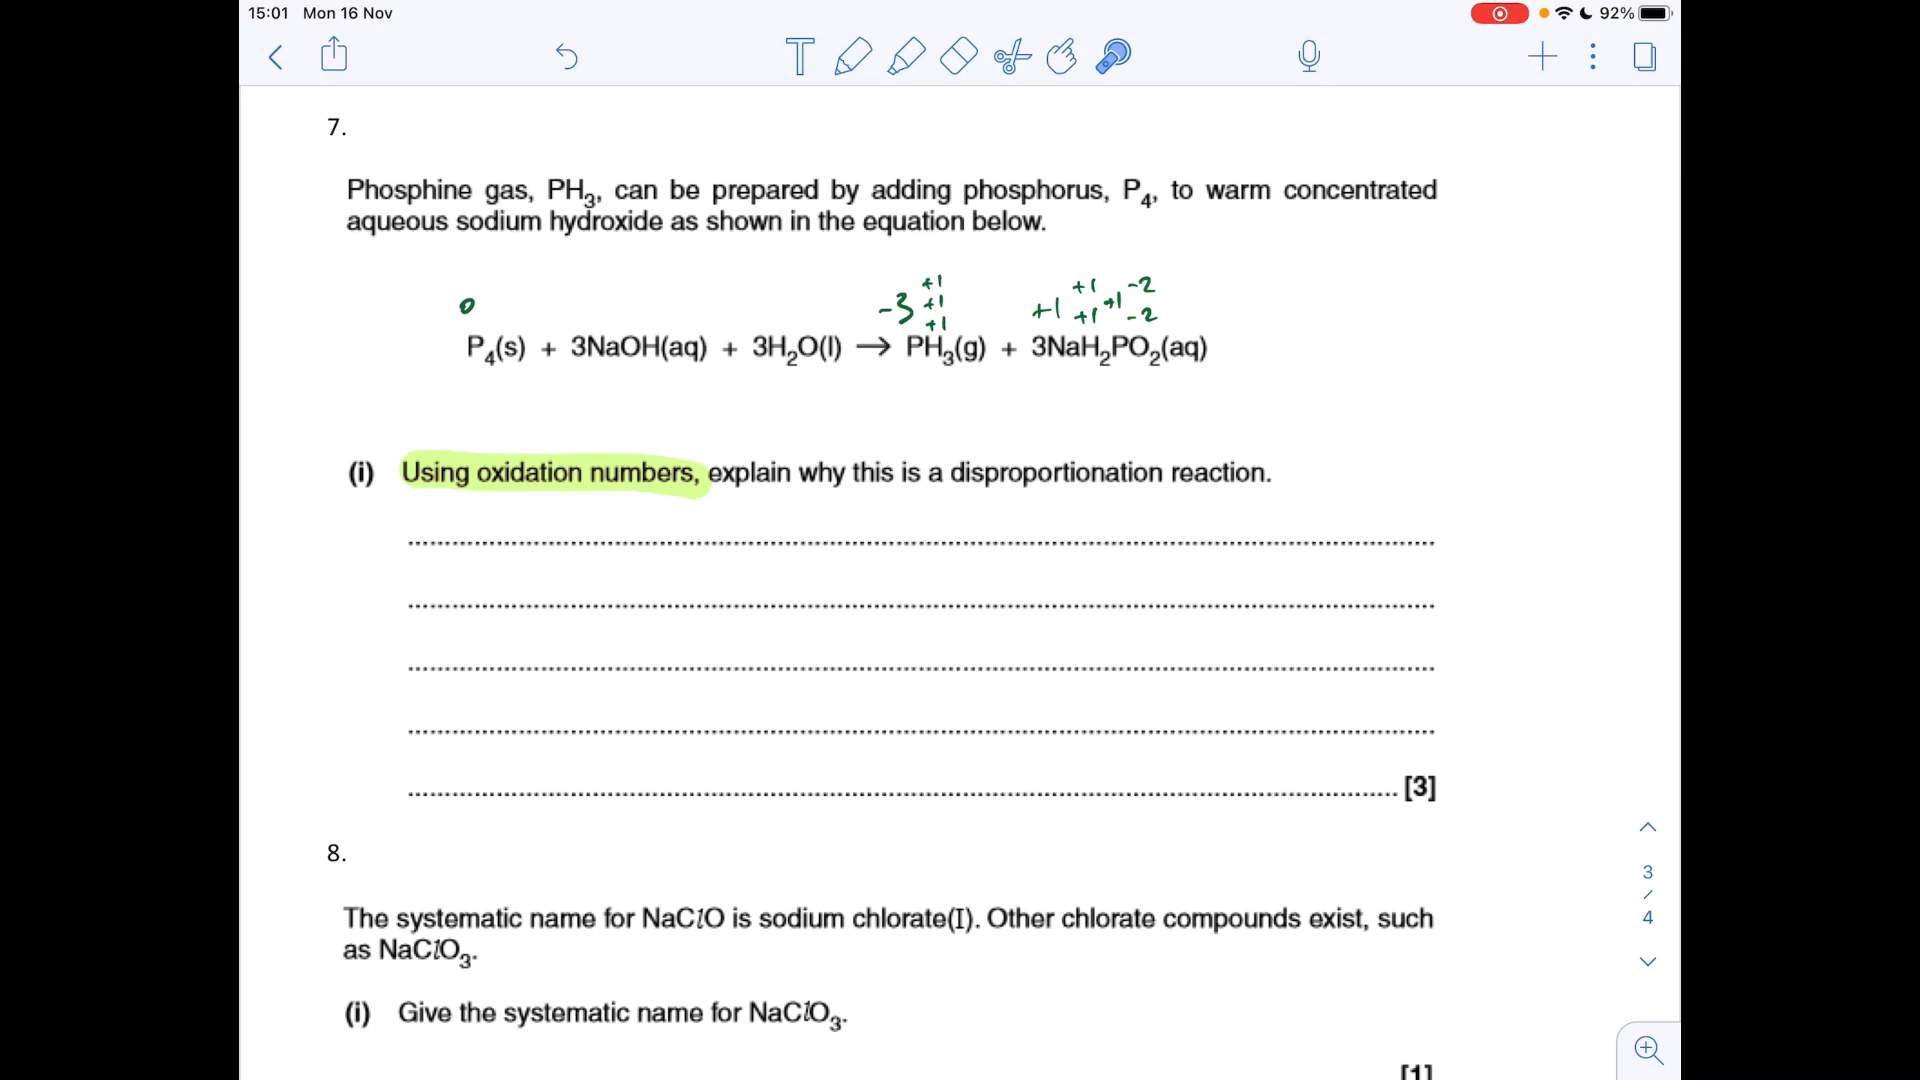 15:01 Mon 16 Nov 92%
7.
Phosphine gas, PH₃, can be prepared by adding phosphorus, P₄, to warm concentrated
aqueous sodium hydroxide as shown in the equation below.
+1 +1 -2
0 -3 +1 +1 +1 -2
+1 +1
P₄(s) + 3NaOH(aq) + 3H₂O(l) → PH₃(g) + 3NaH₂PO₂(aq)
(i) Using oxidation numbers, explain why this is a disproportionation reaction.
[3]
8.
The systematic name for NaClO is sodium chlorate(I). Other chlorate compounds exist, such
as NaClO₃.
(i) Give the systematic name for NaClO₃.
[1]
3
/
4